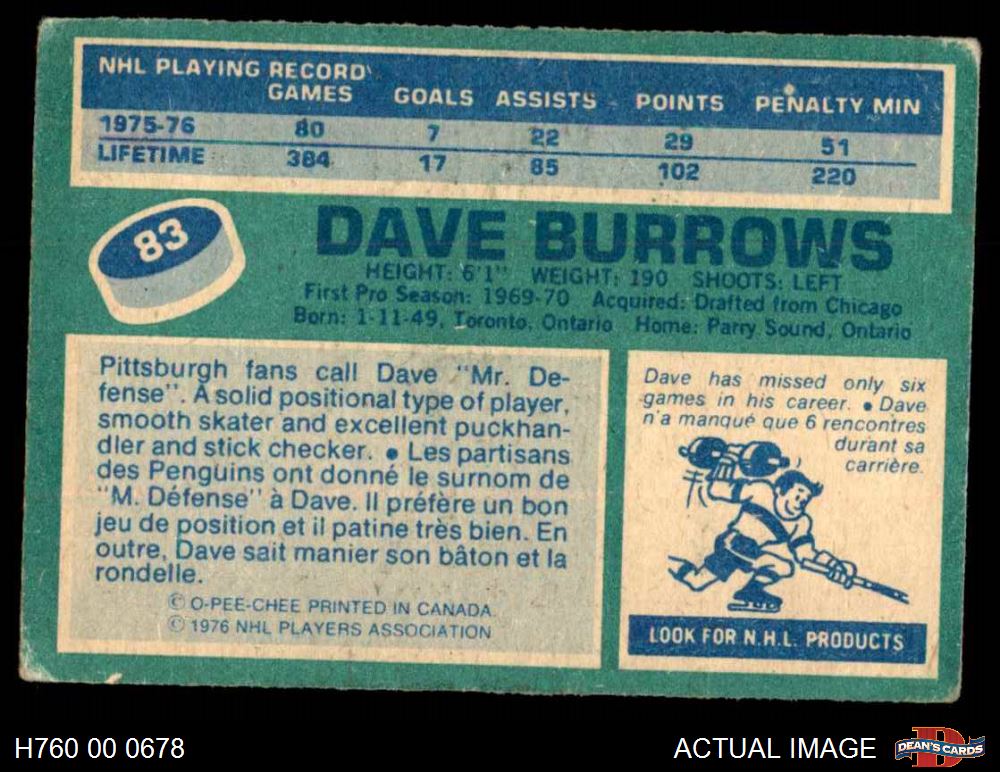 NHL PLAYING RECORD
GAMES GOALS ASSISTS POINTS PENALTY MIN
1975-76 80 7 22 29 51
LIFETIME 384 17 85 102 220
83
DAVE BURROWS
HEIGHT: 6'1" WEIGHT: 190 SHOOTS: LEFT
First Pro Season: 1969-70 Acquired: Drafted from Chicago
Born: 1-11-49, Toronto, Ontario Home: Parry Sound, Ontario
Pittsburgh fans call Dave "Mr. De-
fense". A solid positional type of player,
smooth skater and excellent puckhan-
dler and stick checker. • Les partisans
des Penguins ont donné le surnom de
"M. Défense" à Dave. Il préfère un bon
jeu de position et il patine très bien. En
outre, Dave sait manier son bâton et la
rondelle.
© O-PEE-CHEE PRINTED IN CANADA.
© 1976 NHL PLAYERS ASSOCIATION
Dave has missed only six
games in his career. • Dave
n'a manqué que 6 rencontres
durant sa
carrière.
LOOK FOR N.H.L. PRODUCTS
H760 00 0678
ACTUAL IMAGE
D
DEAN'S CARDS